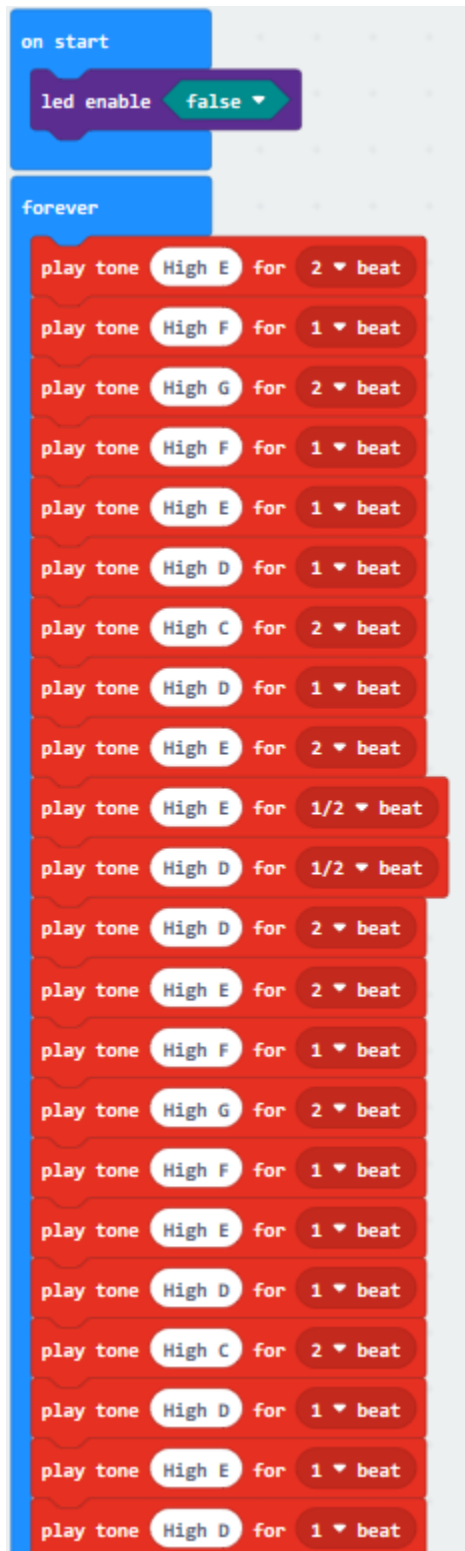 on start
led enable false
forever
play tone High E for 2 beat
play tone High F for 1 beat
play tone High G for 2 beat
play tone High F for 1 beat
play tone High E for 1 beat
play tone High D for 1 beat
play tone High C for 2 beat
play tone High D for 1 beat
play tone High E for 2 beat
play tone High E for 1/2 beat
play tone High D for 1/2 beat
play tone High D for 2 beat
play tone High E for 2 beat
play tone High F for 1 beat
play tone High G for 2 beat
play tone High F for 1 beat
play tone High E for 1 beat
play tone High D for 1 beat
play tone High C for 2 beat
play tone High D for 1 beat
play tone High E for 1 beat
play tone High D for 1 beat